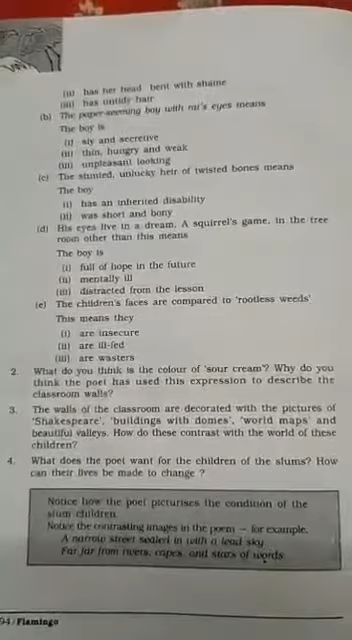 (ii) has her head bent with shame
(iii) has untidy hair
(b) The paper-seeming boy with rat's eyes means
The boy is
(i) sly and secretive
(ii) thin, hungry and weak
(iii) unpleasant looking
(c) The stunted, unlucky heir of twisted bones means
The boy
(i) has an inherited disability
(ii) was short and bony
(d) His eyes live in a dream. A squirrel's game, in the tree
room other than this means
The boy is
(i) full of hope in the future
(ii) mentally ill
(iii) distracted from the lesson
(e) The children's faces are compared to 'rootless weeds'
This means they
(i) are insecure
(ii) are ill-fed
(iii) are wasters
2. What do you think is the colour of 'sour cream'? Why do you
think the poet has used this expression to describe the
classroom walls?
3. The walls of the classroom are decorated with the pictures of
'Shakespeare', 'buildings with domes', 'world maps' and
beautiful valleys. How do these contrast with the world of these
children?
4. What does the poet want for the children of the slums? How
can their lives be made to change ?
Notice how the poet picturises the condition of the
slum children.
Notice the contrasting images in the poem — for example,
A narrow street sealed in with a lead sky
Far far from rivers, capes, and stars of words.
94/Flamingo